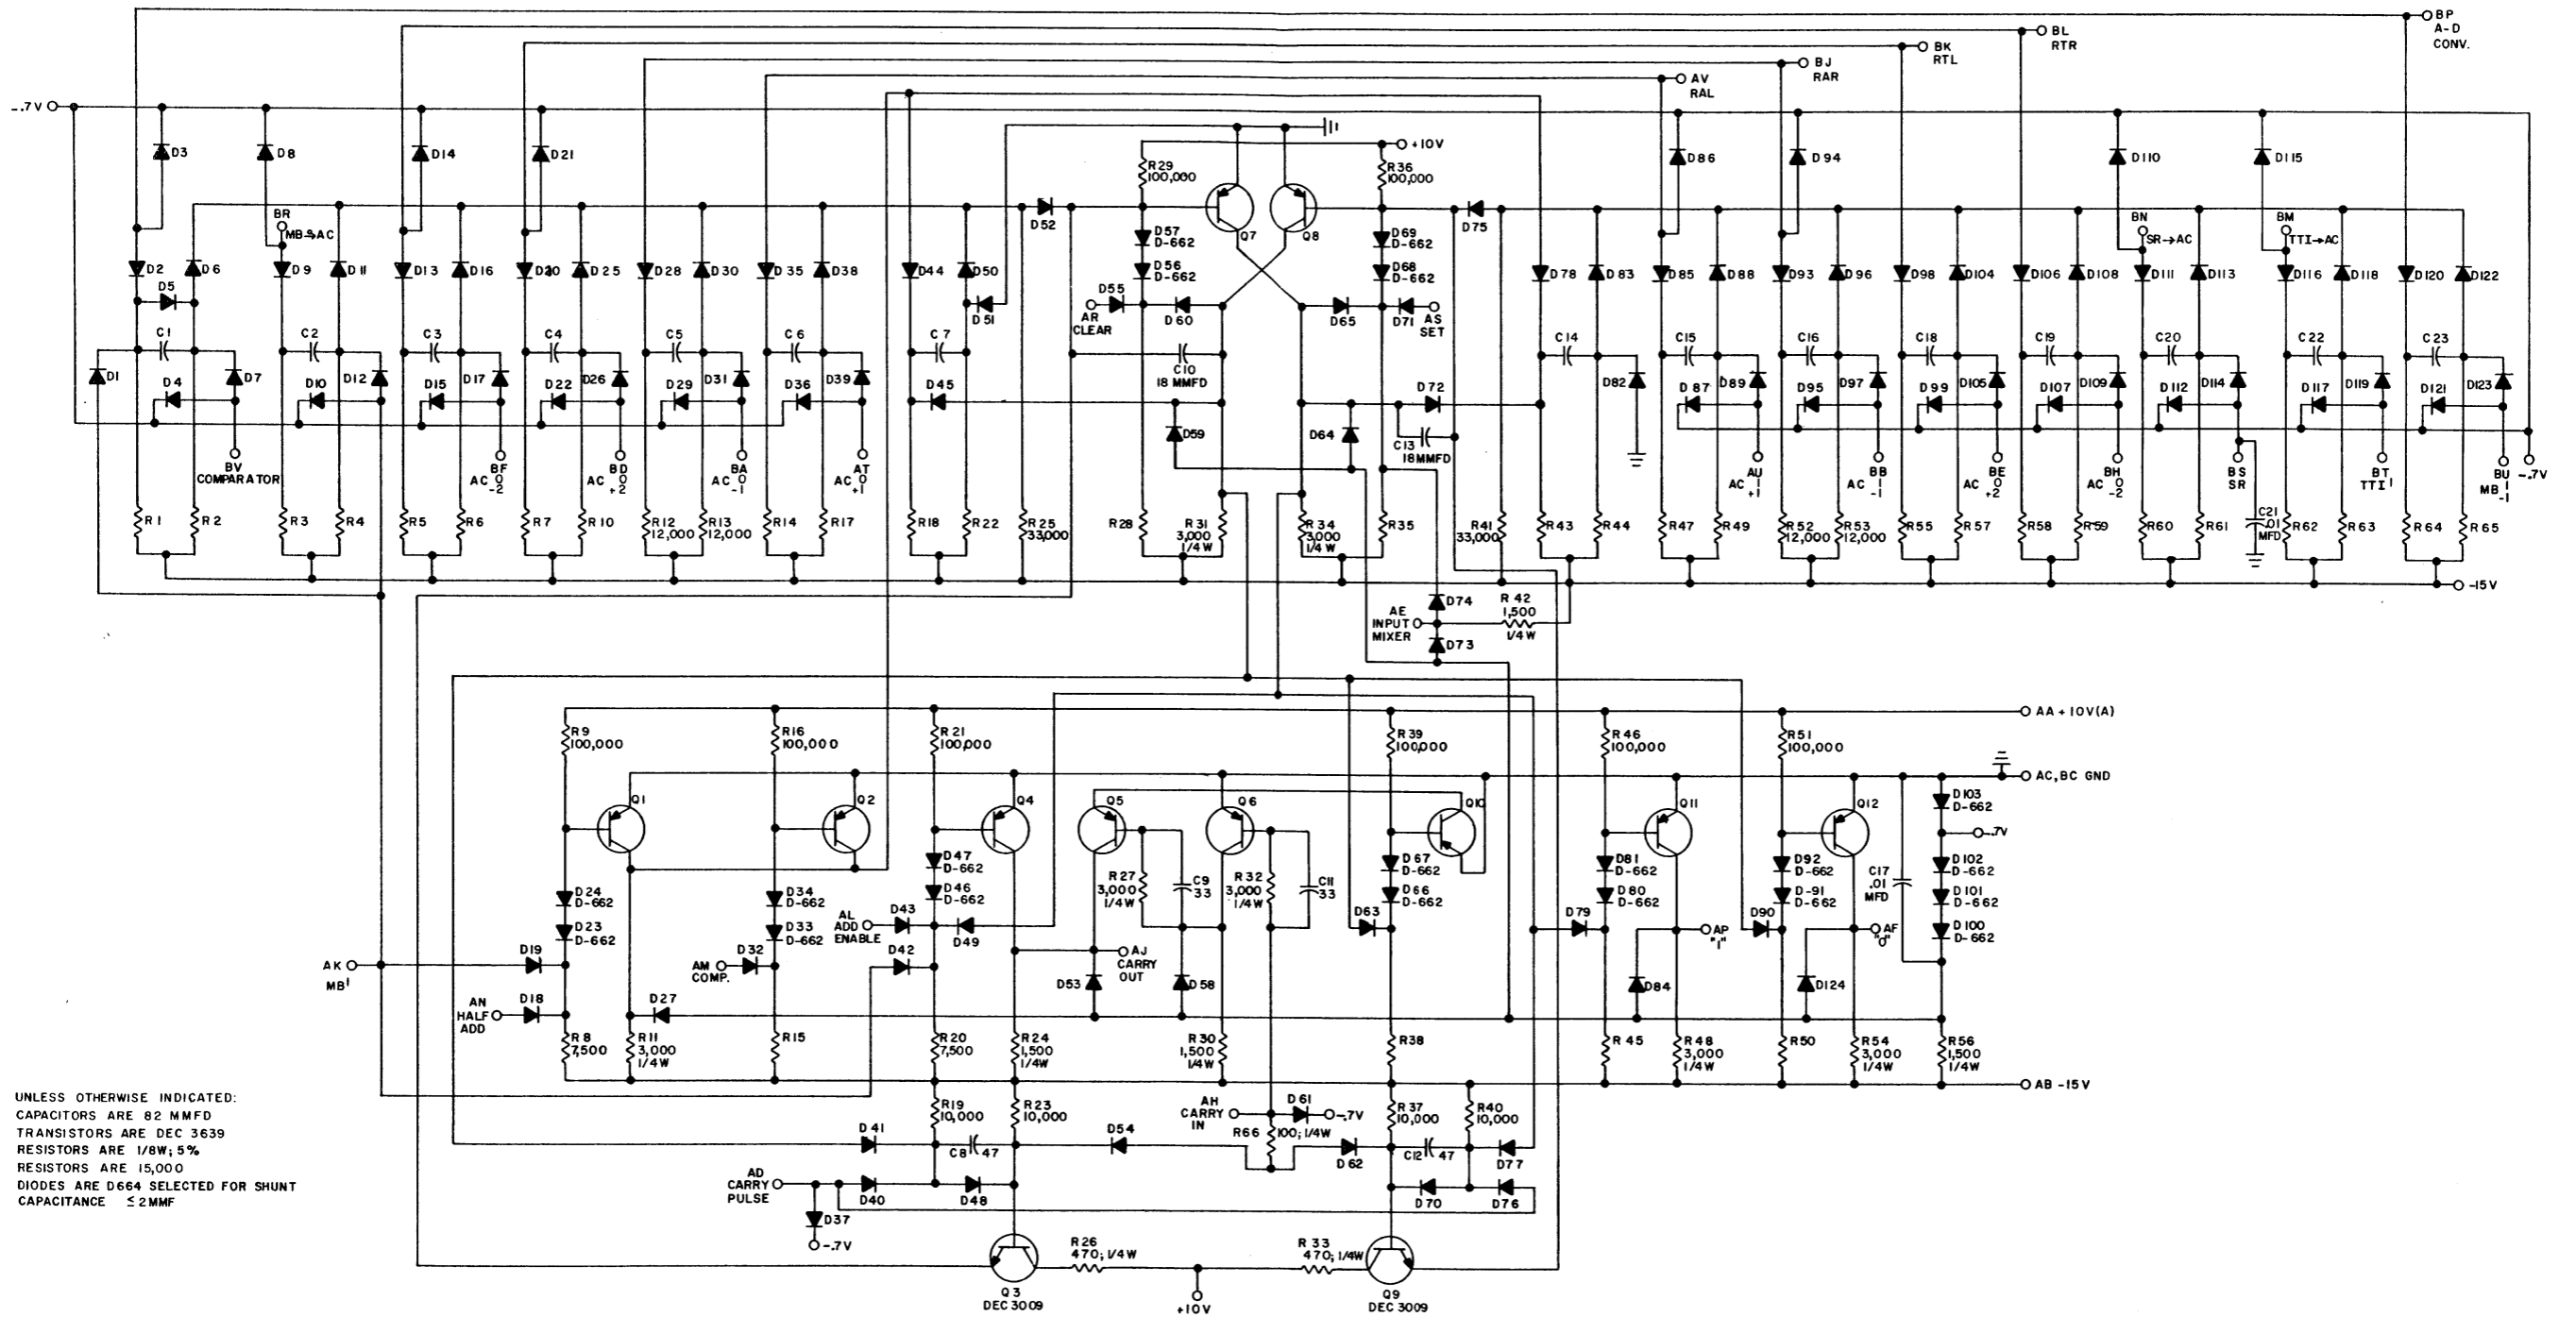 BP
A-D
CONV.
BL
RTR
BK
RTL
BJ
RAR
AV
RAL
-.7V
D3
D8
D14
D21
+10V
D86
D94
D110
D115
R29
100,000
R36
100,000
BR
MB→AC
D52
Q7
Q8
D75
BN
SR→AC
BM
TTI→AC
D57
D-662
D69
D-662
D2
D6
D9
D11
D13
D16
D20
D25
D28
D30
D35
D38
D44
D50
D56
D-662
D68
D-662
D78
D83
D85
D88
D93
D96
D98
D104
D106
D108
D111
D113
D116
D118
D120
D122
D5
D51
D55
AR
CLEAR
D60
D65
D71
AS
SET
C1
C2
C3
C4
C5
C6
C7
C10
18 MMFD
C14
C15
C16
C18
C19
C20
C22
C23
D1
D4
D7
D10
D12
D15
D17
D22
D26
D29
D31
D36
D39
D45
D72
D82
D87
D89
D95
D97
D99
D105
D107
D109
D112
D114
D117
D119
D121
D123
D59
D64
C13
18MMFD
BV
COMPARATOR
BF
AC 0
-2
BD
AC 0
+2
BA
AC 0
-1
AT
AC 0
+1
AU
AC 1
+1
BB
AC 1
-1
BE
AC 0
+2
BH
AC 0
-2
BS
SR
BT
TTI 1
BU
MB 1
-1
-.7V
R1
R2
R3
R4
R5
R6
R7
R10
R12
12,000
R13
12,000
R14
R17
R18
R22
R25
33,000
R28
R31
3,000
1/4 W
R34
3,000
1/4 W
R35
R41
33,000
R43
R44
R47
R49
R52
12,000
R53
12,000
R55
R57
R58
R59
R60
R61
C21
.01
MFD
R62
R63
R64
R65
-15V
D74
R 42
1,500
1/4 W
AE
INPUT
MIXER
D73
R9
100,000
R16
100,000
R21
100,000
R39
100,000
R46
100,000
R51
100,000
AA + 10V(A)
AC,BC GND
Q1
Q2
Q4
Q5
Q6
Q10
Q11
Q12
D103
D-662
-.7V
D47
D-662
D46
D-662
R27
3,000
1/4W
C9
33
R32
3,000
1/4W
C11
33
D67
D-662
D66
D-662
D81
D-662
D80
D-662
D92
D-662
D-91
D-662
C17
.01
MFD
D102
D-662
D101
D-662
D100
D-662
D24
D-662
D23
D-662
D34
D-662
D33
D-662
AL
ADD
ENABLE
D43
D49
D63
D79
AP
"1"
D90
AF
"0"
AK
MB1
D19
AM
COMP.
D32
D42
AJ
CARRY
OUT
D53
D58
D84
D124
AN
HALF
ADD
D18
D27
R8
7,500
R11
3,000
1/4W
R15
R20
7,500
R24
1,500
1/4W
R30
1,500
1/4W
R38
R 45
R48
3,000
1/4W
R50
R54
3,000
1/4W
R56
1,500
1/4W
AB -15V
R19
10,000
R23
10,000
AH
CARRY
IN
D61
-.7V
R66
100; 1/4W
R37
10,000
R40
10,000
D41
C8 47
D54
D62
C12 47
D77
AD
CARRY
PULSE
D40
D48
D70
D76
D37
-.7V
R26
470; 1/4W
R 33
470; 1/4W
Q3
DEC3009
+10V
Q9
DEC 3009
UNLESS OTHERWISE INDICATED:
CAPACITORS ARE 82 MMFD
TRANSISTORS ARE DEC 3639
RESISTORS ARE 1/8W; 5%
RESISTORS ARE 15,000
DIODES ARE D664 SELECTED FOR SHUNT
CAPACITANCE ≤ 2MMF